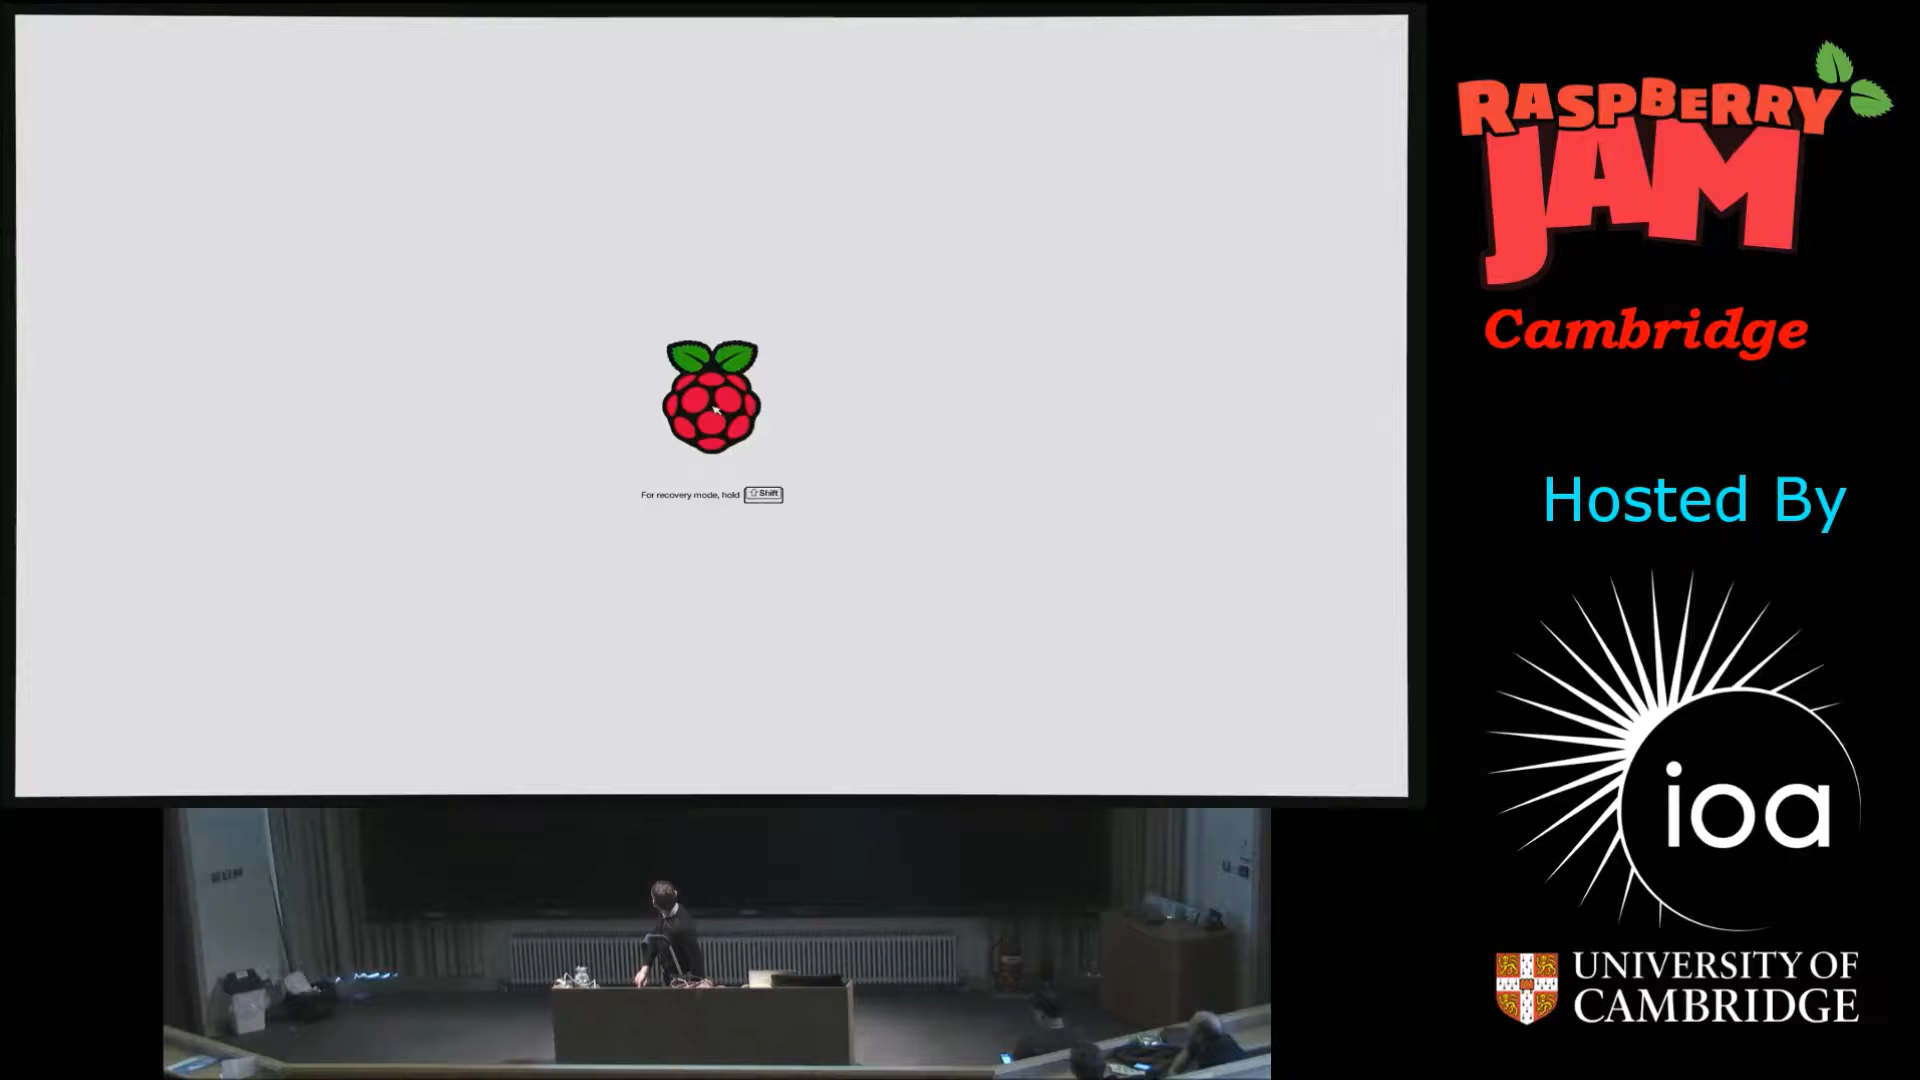 For recovery mode, hold Shift
RASPBERRY
JAM
Cambridge
Hosted By
ioa
UNIVERSITY OF
CAMBRIDGE